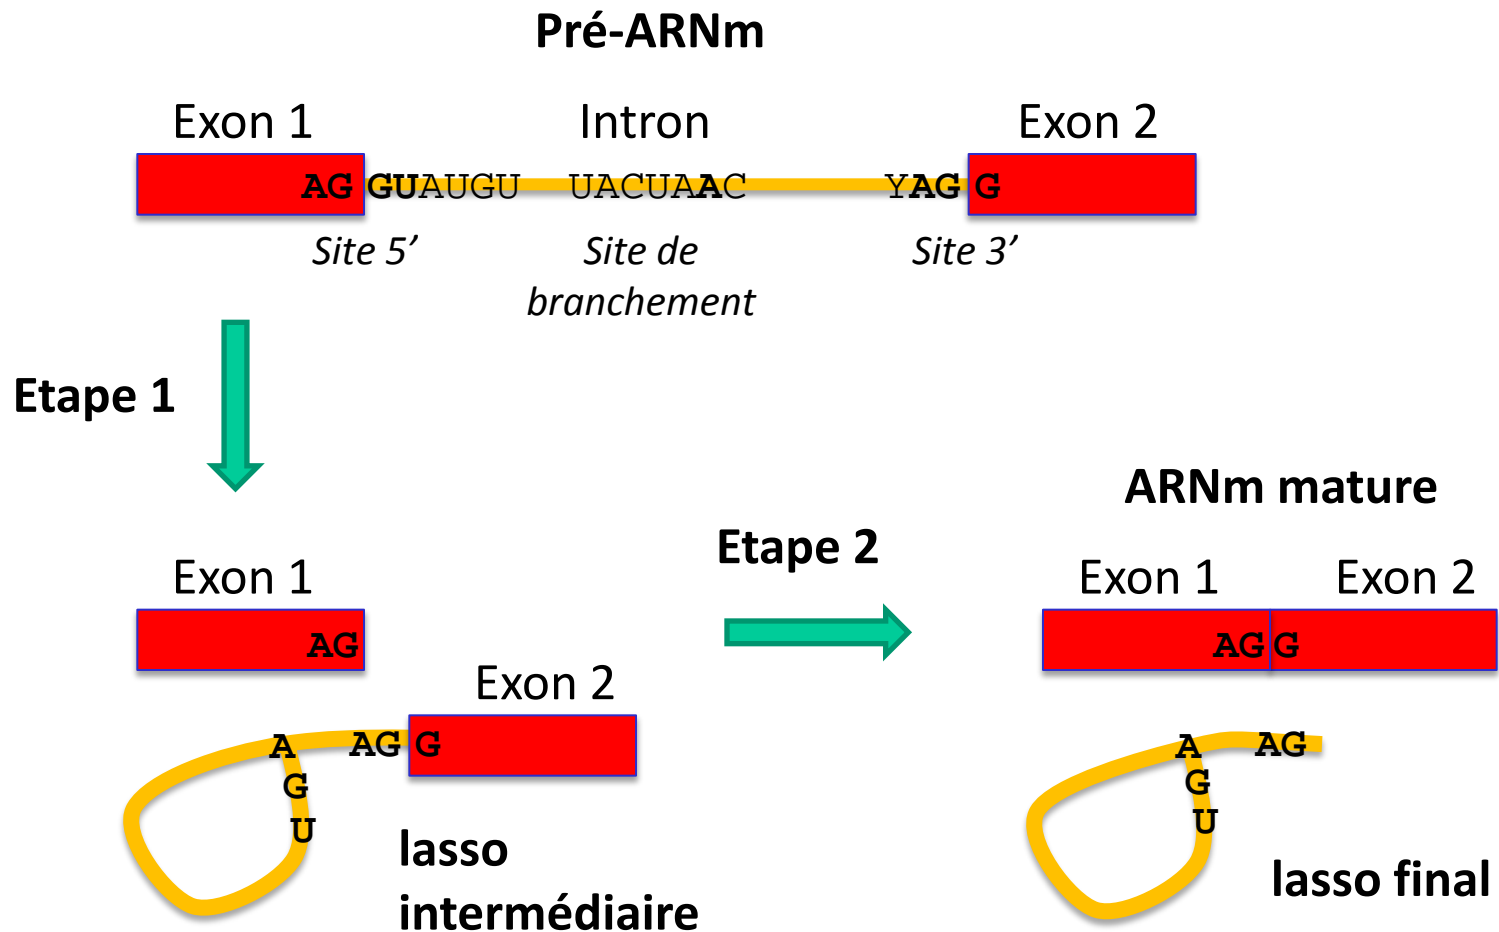 Pré-ARNm
Exon 1 Intron Exon 2
AG GUAUGU UACUAAC YAG G
Site 5’ Site de branchement Site 3’
Etape 1
Etape 2
ARNm mature
Exon 1
AG
Exon 2
AG G
A
G
U
lasso
intermédiaire
Exon 1 Exon 2
AG G
A AG
G
U
lasso final